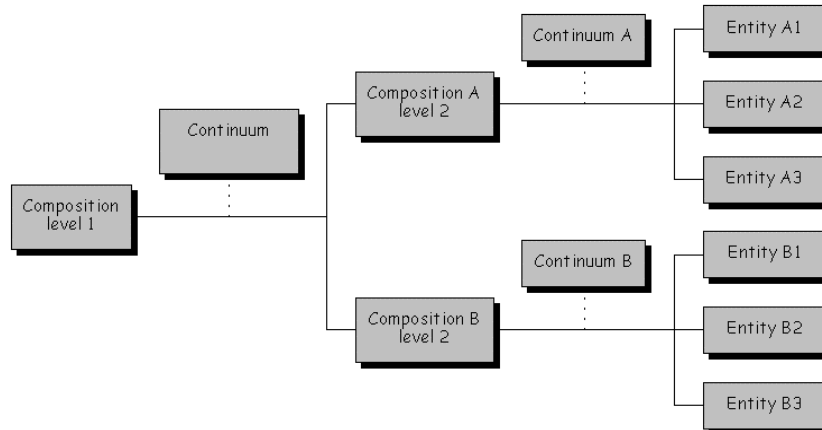 Continuum A
Entity A1
Composition A
level 2
Entity A2
Continuum
Entity A3
Composition
level 1
Continuum B
Entity B1
Composition B
level 2
Entity B2
Entity B3